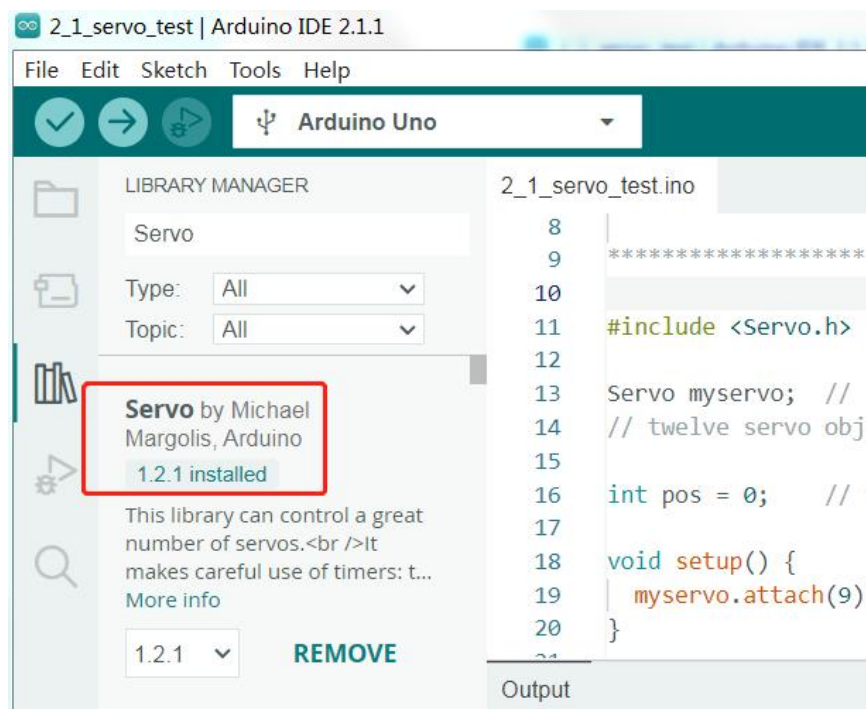 2_1_servo_test | Arduino IDE 2.1.1
File Edit Sketch Tools Help
Arduino Uno
LIBRARY MANAGER
Servo
Type: All
Topic: All
Servo by Michael
Margolis, Arduino
1.2.1 installed
This library can control a great
number of servos.<br />It
makes careful use of timers: t...
More info
1.2.1
REMOVE
2_1_servo_test.ino
8
9 *******************
10
11 #include <Servo.h>
12
13 Servo myservo; //
14 // twelve servo obj
15
16 int pos = 0; //
17
18 void setup() {
19 myservo.attach(9)
20 }
Output